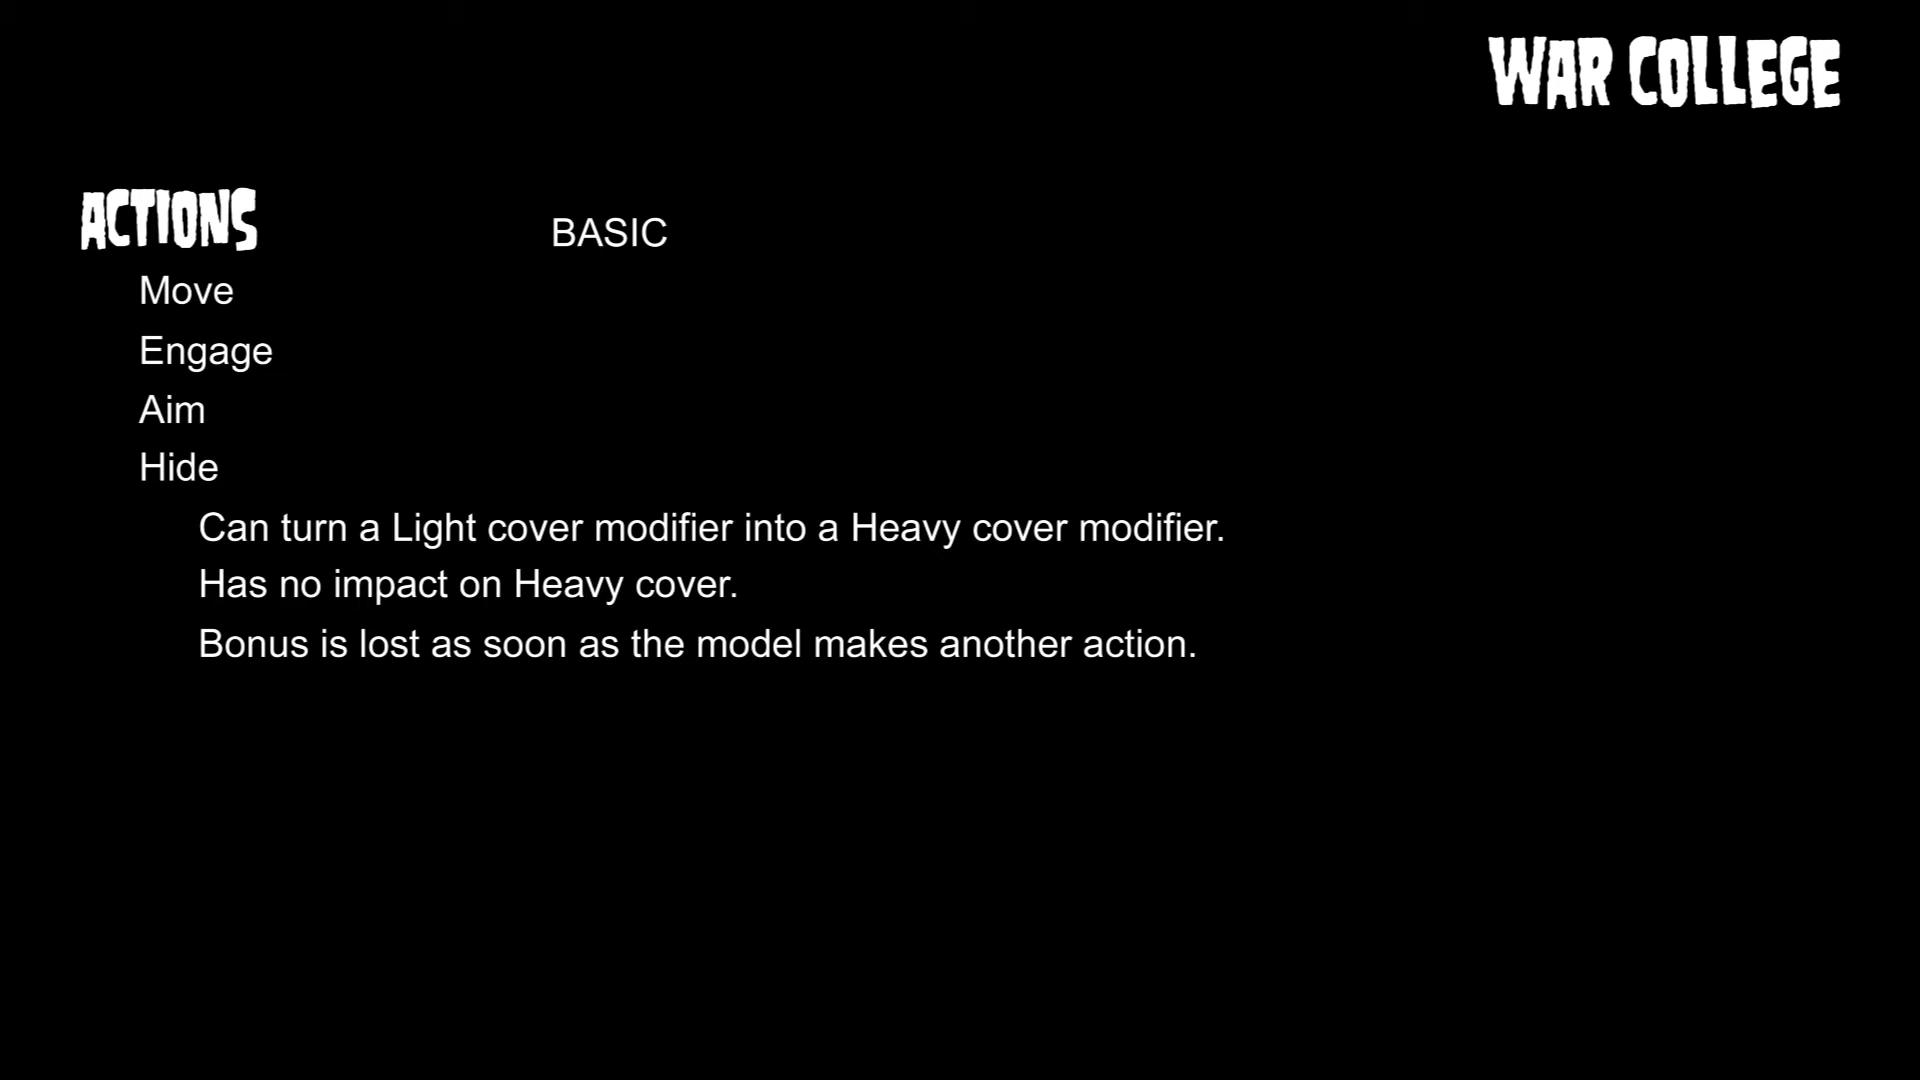 WAR COLLEGE
ACTIONS BASIC
Move
Engage
Aim
Hide
Can turn a Light cover modifier into a Heavy cover modifier.
Has no impact on Heavy cover.
Bonus is lost as soon as the model makes another action.